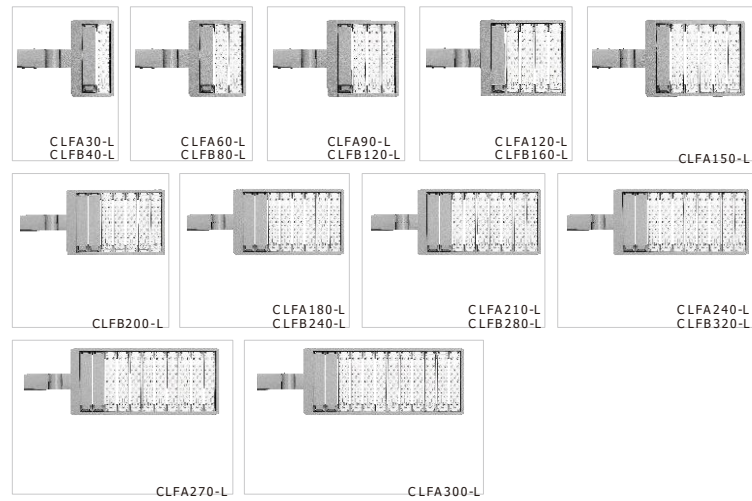 CLFA30-L
CLFB40-L
CLFA60-L
CLFB80-L
CLFA90-L
CLFB120-L
CLFA120-L
CLFB160-L
CLFA150-L
CLFB200-L
CLFA180-L
CLFB240-L
CLFA210-L
CLFB280-L
CLFA240-L
CLFB320-L
CLFA270-L
CLFA300-L